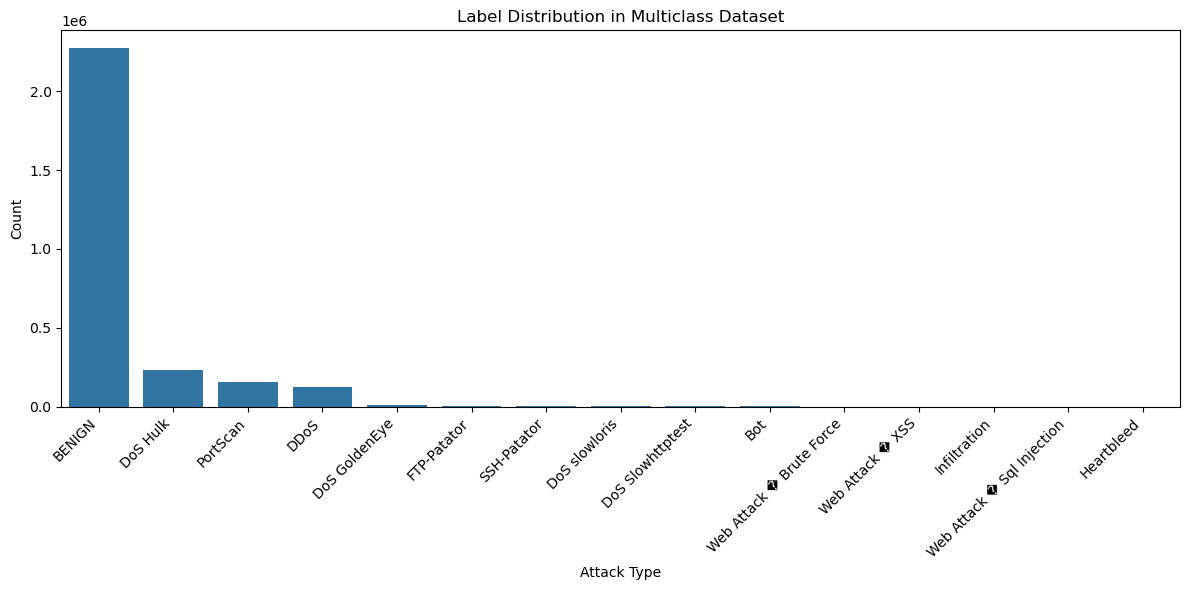 Label Distribution in Multiclass Dataset
1e6
2.0
1.5
1.0
0.5
0.0
Count
BENIGN
DoS Hulk
PortScan
DDoS
DoS GoldenEye
FTP-Patator
SSH-Patator
DoS slowloris
DoS Slowhttptest
Bot
Web Attack � Brute Force
Web Attack � XSS
Infiltration
Web Attack � Sql Injection
Heartbleed
Attack Type